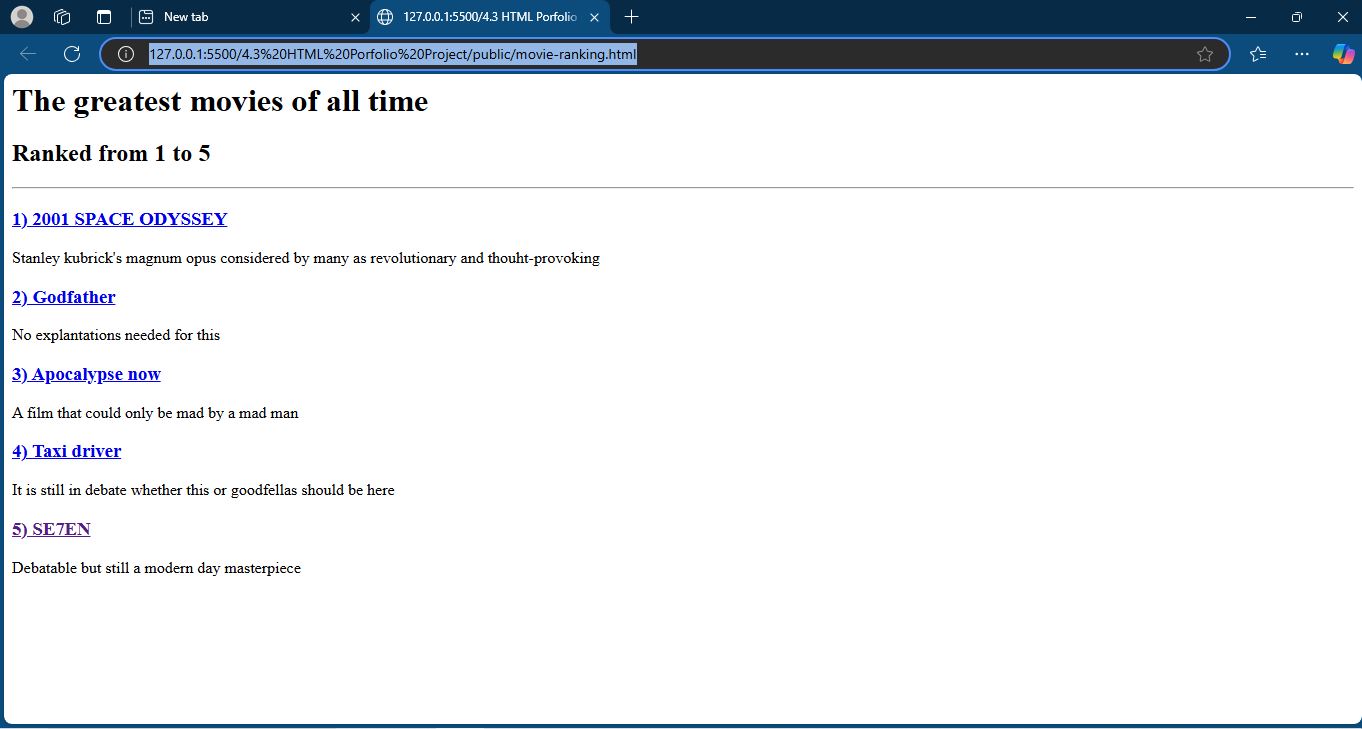 New tab
127.0.0.1:5500/4.3 HTML Porfolio
127.0.0.1:5500/4.3%20HTML%20Porfolio%20Project/public/movie-ranking.html
The greatest movies of all time
Ranked from 1 to 5
1) 2001 SPACE ODYSSEY
Stanley kubrick's magnum opus considered by many as revolutionary and thouht-provoking
2) Godfather
No explantations needed for this
3) Apocalypse now
A film that could only be mad by a mad man
4) Taxi driver
It is still in debate whether this or goodfellas should be here
5) SE7EN
Debatable but still a modern day masterpiece